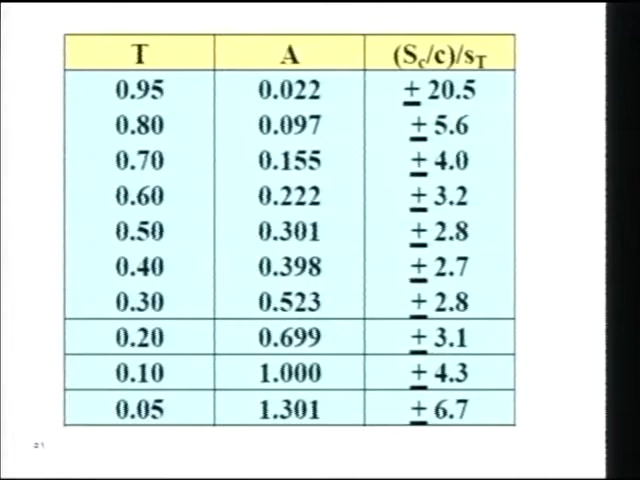 T A (Sc/c)/sT
0.95 0.022 ± 20.5
0.80 0.097 ± 5.6
0.70 0.155 ± 4.0
0.60 0.222 ± 3.2
0.50 0.301 ± 2.8
0.40 0.398 ± 2.7
0.30 0.523 ± 2.8
0.20 0.699 ± 3.1
0.10 1.000 ± 4.3
0.05 1.301 ± 6.7